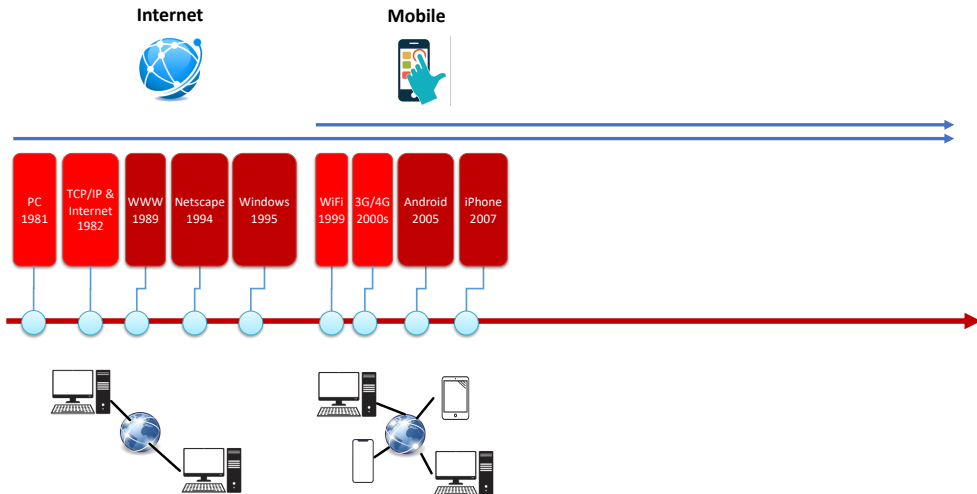 Internet
Mobile
PC
1981
TCP/IP &
Internet
1982
WWW
1989
Netscape
1994
Windows
1995
WiFi
1999
3G/4G
2000s
Android
2005
iPhone
2007